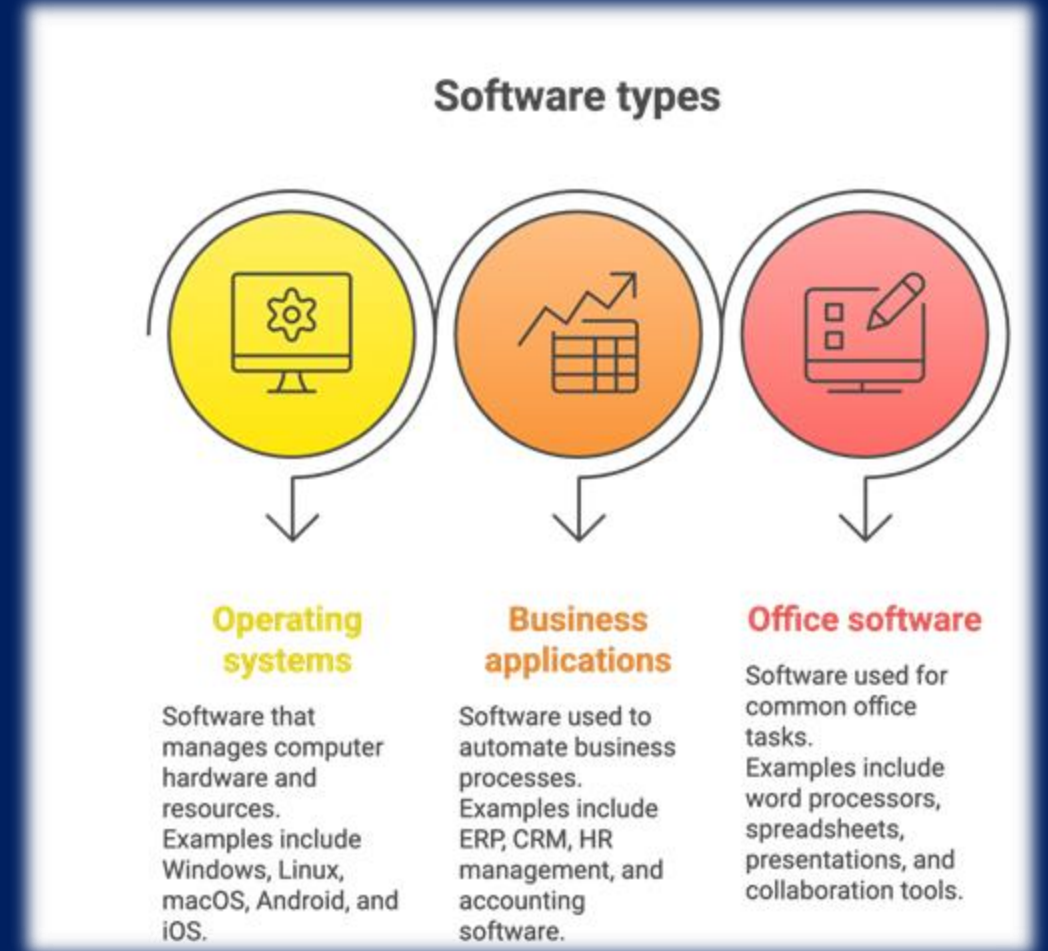 Software types
Operating
systems
Software that
manages computer
hardware and
resources.
Examples include
Windows, Linux,
macOS, Android, and
iOS.
Business
applications
Software used to
automate business
processes.
Examples include
ERP, CRM, HR
management, and
accounting
software.
Office software
Software used for
common office
tasks.
Examples include
word processors,
spreadsheets,
presentations, and
collaboration tools.